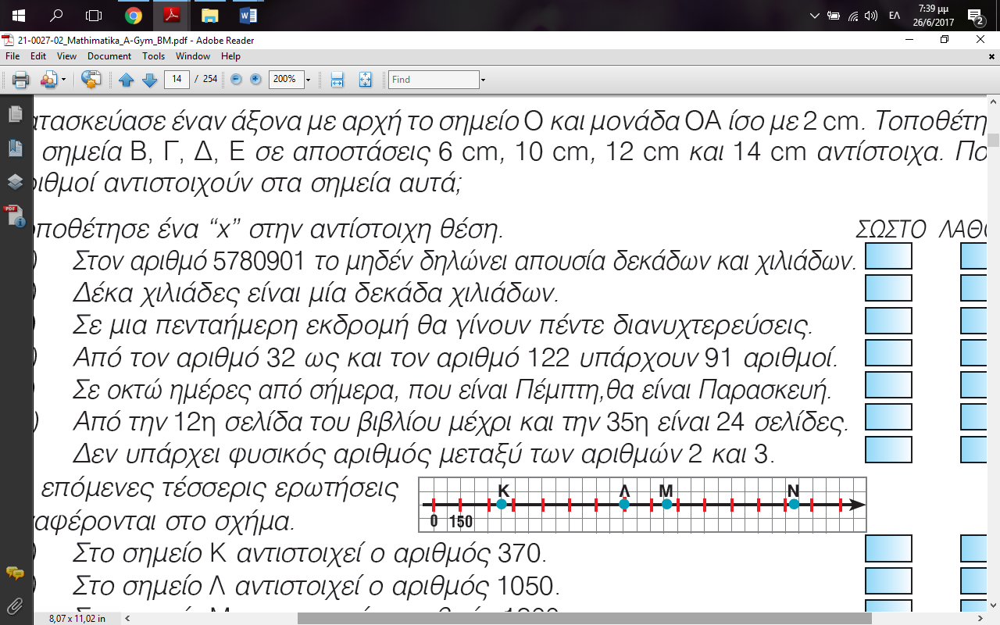 7:39 μμ
ΕΛ
26/6/2017
2
21-0027-02_Mathimatika_A-Gym_BM.pdf - Adobe Reader
File Edit View Document Tools Window Help
14 / 254 200% Find
ατασκεύασε έναν άξονα με αρχή το σημείο Ο και μονάδα ΟΑ ίσο με 2 cm. Τοποθέτη
σημεία Β, Γ, Δ, Ε σε αποστάσεις 6 cm, 10 cm, 12 cm και 14 cm αντίστοιχα. Πο
ριθμοί αντιστοιχούν στα σημεία αυτά;
οποθέτησε ένα “x” στην αντίστοιχη θέση. ΣΩΣΤΟ ΛΑΘΟ
) Στον αριθμό 5780901 το μηδέν δηλώνει απουσία δεκάδων και χιλιάδων.
) Δέκα χιλιάδες είναι μία δεκάδα χιλιάδων.
) Σε μια πενταήμερη εκδρομή θα γίνουν πέντε διανυχτερεύσεις.
) Από τον αριθμό 32 ως και τον αριθμό 122 υπάρχουν 91 αριθμοί.
) Σε οκτώ ημέρες από σήμερα, που είναι Πέμπτη,θα είναι Παρασκευή.
) Από την 12η σελίδα του βιβλίου μέχρι και την 35η είναι 24 σελίδες.
) Δεν υπάρχει φυσικός αριθμός μεταξύ των αριθμών 2 και 3.
επόμενες τέσσερις ερωτήσεις
αφέρονται στο σχήμα.
Κ Λ Μ Ν
0 150
) Στο σημείο Κ αντιστοιχεί ο αριθμός 370.
) Στο σημείο Λ αντιστοιχεί ο αριθμός 1050.
8,07 x 11,02 in